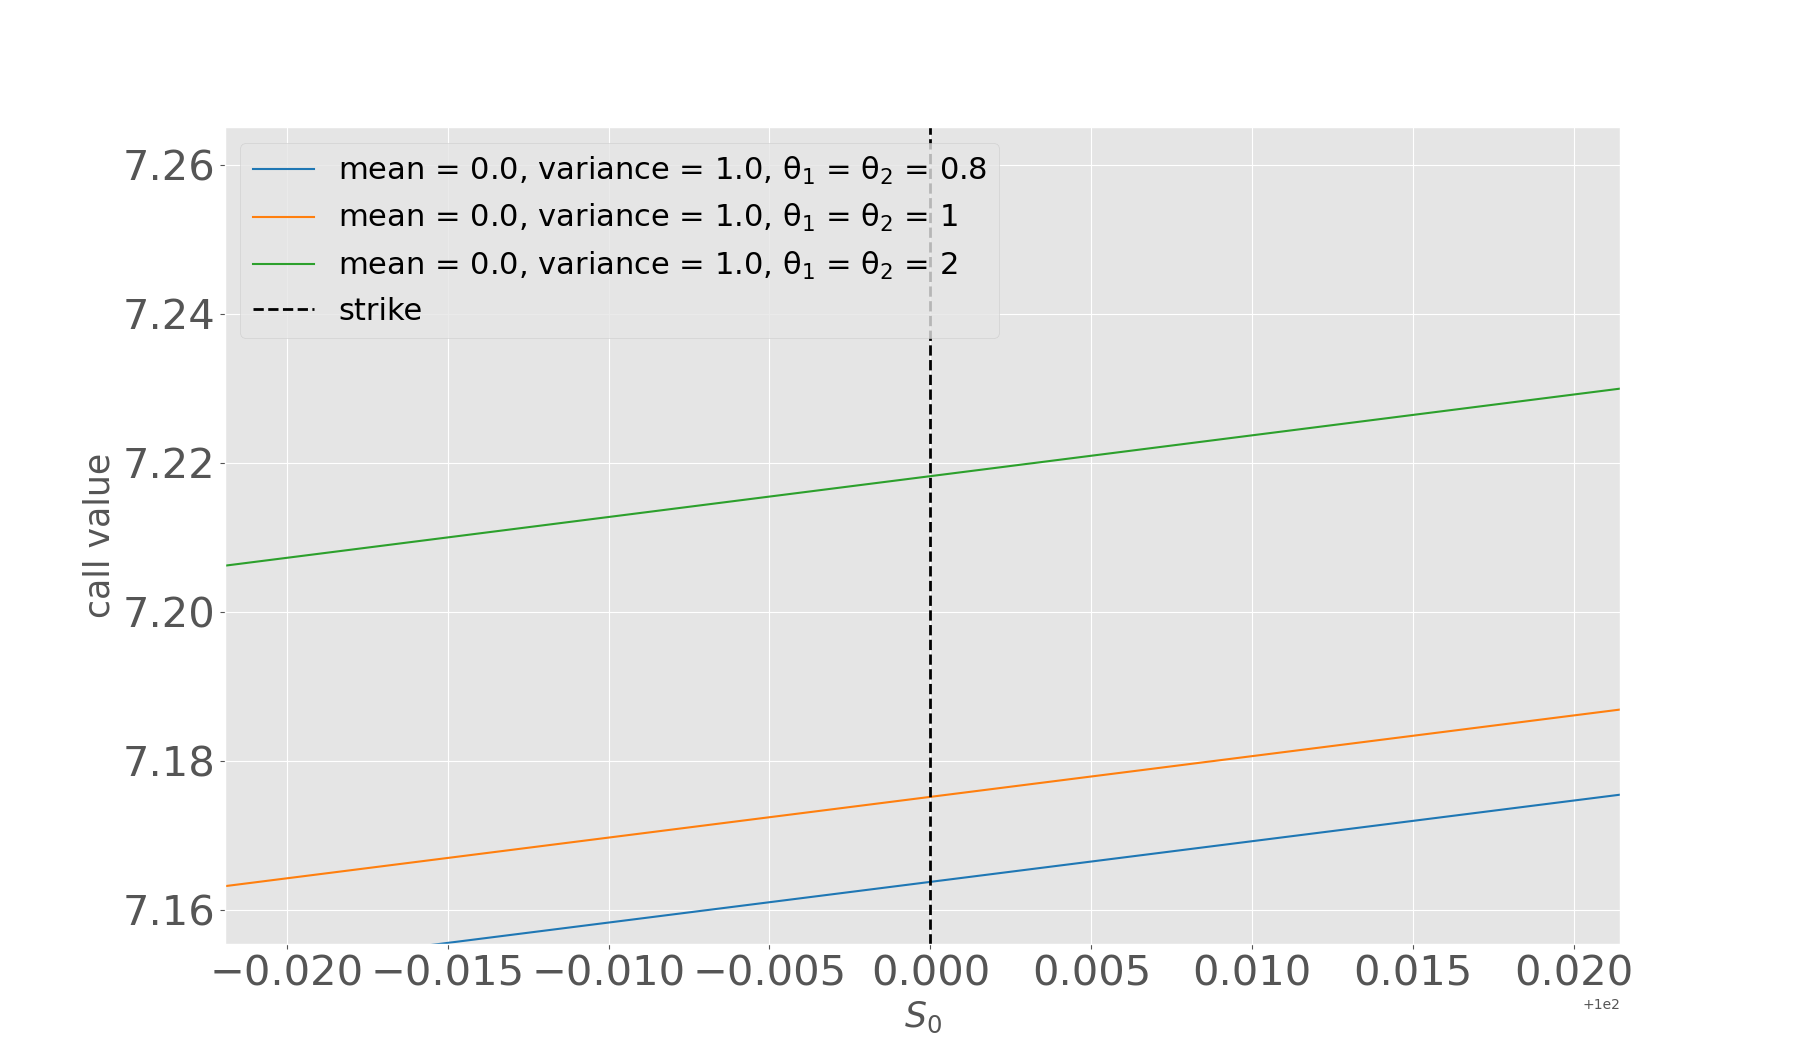 mean = 0.0, variance = 1.0, θ₁ = θ₂ = 0.8
mean = 0.0, variance = 1.0, θ₁ = θ₂ = 1
mean = 0.0, variance = 1.0, θ₁ = θ₂ = 2
strike
7.26
7.24
7.22
7.20
7.18
7.16
call value
−0.020 −0.015 −0.010 −0.005 0.000 0.005 0.010 0.015 0.020
+1e2
S₀